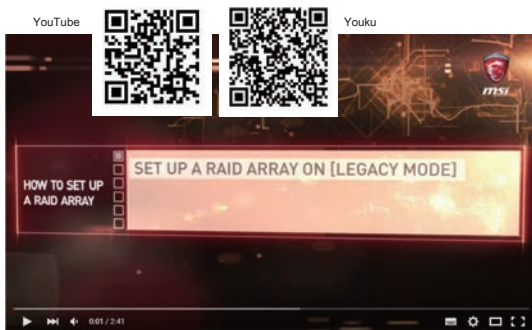 YouTube
Youku
msi
SET UP A RAID ARRAY ON [LEGACY MODE]
HOW TO SET UP
A RAID ARRAY
0:01 / 2:41